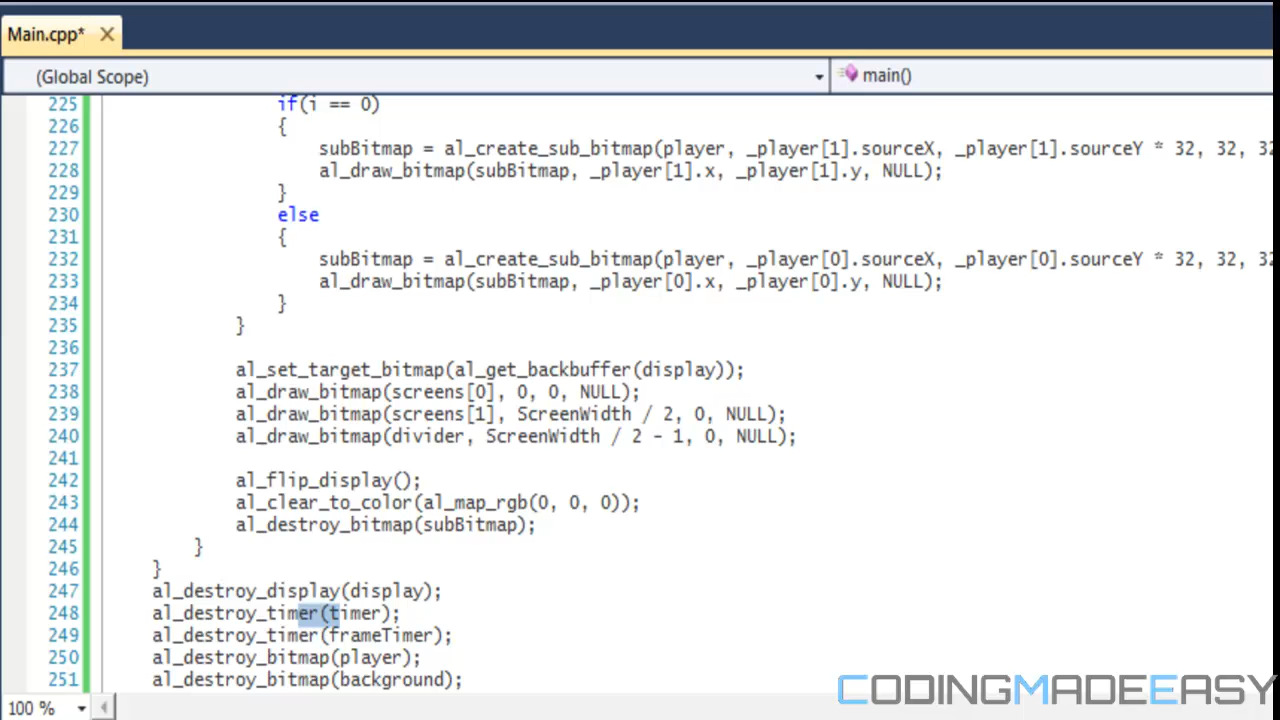 Main.cpp*
(Global Scope)
main()
225 if(i == 0)
226 {
227 subBitmap = al_create_sub_bitmap(player, _player[1].sourceX, _player[1].sourceY * 32, 32, 32
228 al_draw_bitmap(subBitmap, _player[1].x, _player[1].y, NULL);
229 }
230 else
231 {
232 subBitmap = al_create_sub_bitmap(player, _player[0].sourceX, _player[0].sourceY * 32, 32, 32
233 al_draw_bitmap(subBitmap, _player[0].x, _player[0].y, NULL);
234 }
235 }
236
237 al_set_target_bitmap(al_get_backbuffer(display));
238 al_draw_bitmap(screens[0], 0, 0, NULL);
239 al_draw_bitmap(screens[1], ScreenWidth / 2, 0, NULL);
240 al_draw_bitmap(divider, ScreenWidth / 2 - 1, 0, NULL);
241
242 al_flip_display();
243 al_clear_to_color(al_map_rgb(0, 0, 0));
244 al_destroy_bitmap(subBitmap);
245 }
246 }
247 al_destroy_display(display);
248 al_destroy_timer(timer);
249 al_destroy_timer(frameTimer);
250 al_destroy_bitmap(player);
251 al_destroy_bitmap(background);
100 %
CODINGMADEEASY